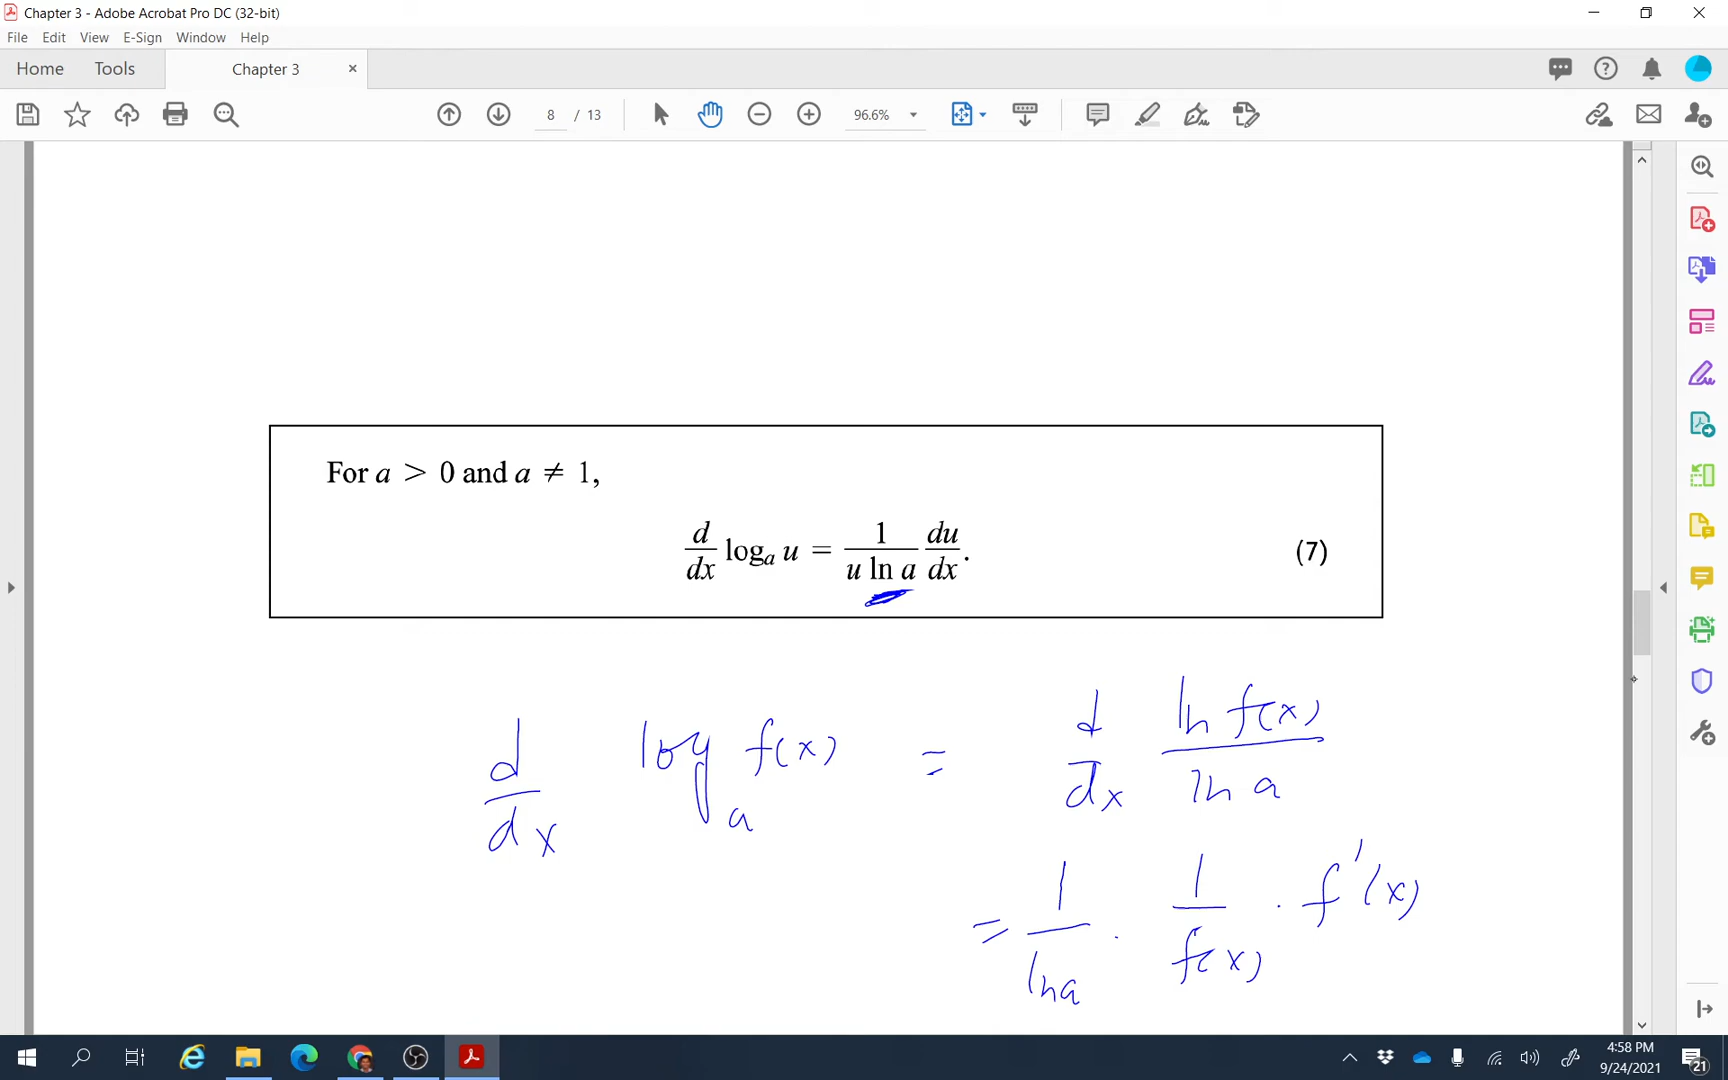 Chapter 3 - Adobe Acrobat Pro DC (32-bit)
File Edit View E-Sign Window Help
Home Tools Chapter 3 ×
8 / 13 96.6%
For a > 0 and a ≠ 1,
d/dx log_a u = 1/(u ln a) du/dx. (7)
d/dx log_a f(x) = d/dx ln f(x)/ln a
= 1/ln a · 1/f(x) · f'(x)
4:58 PM
9/24/2021
21